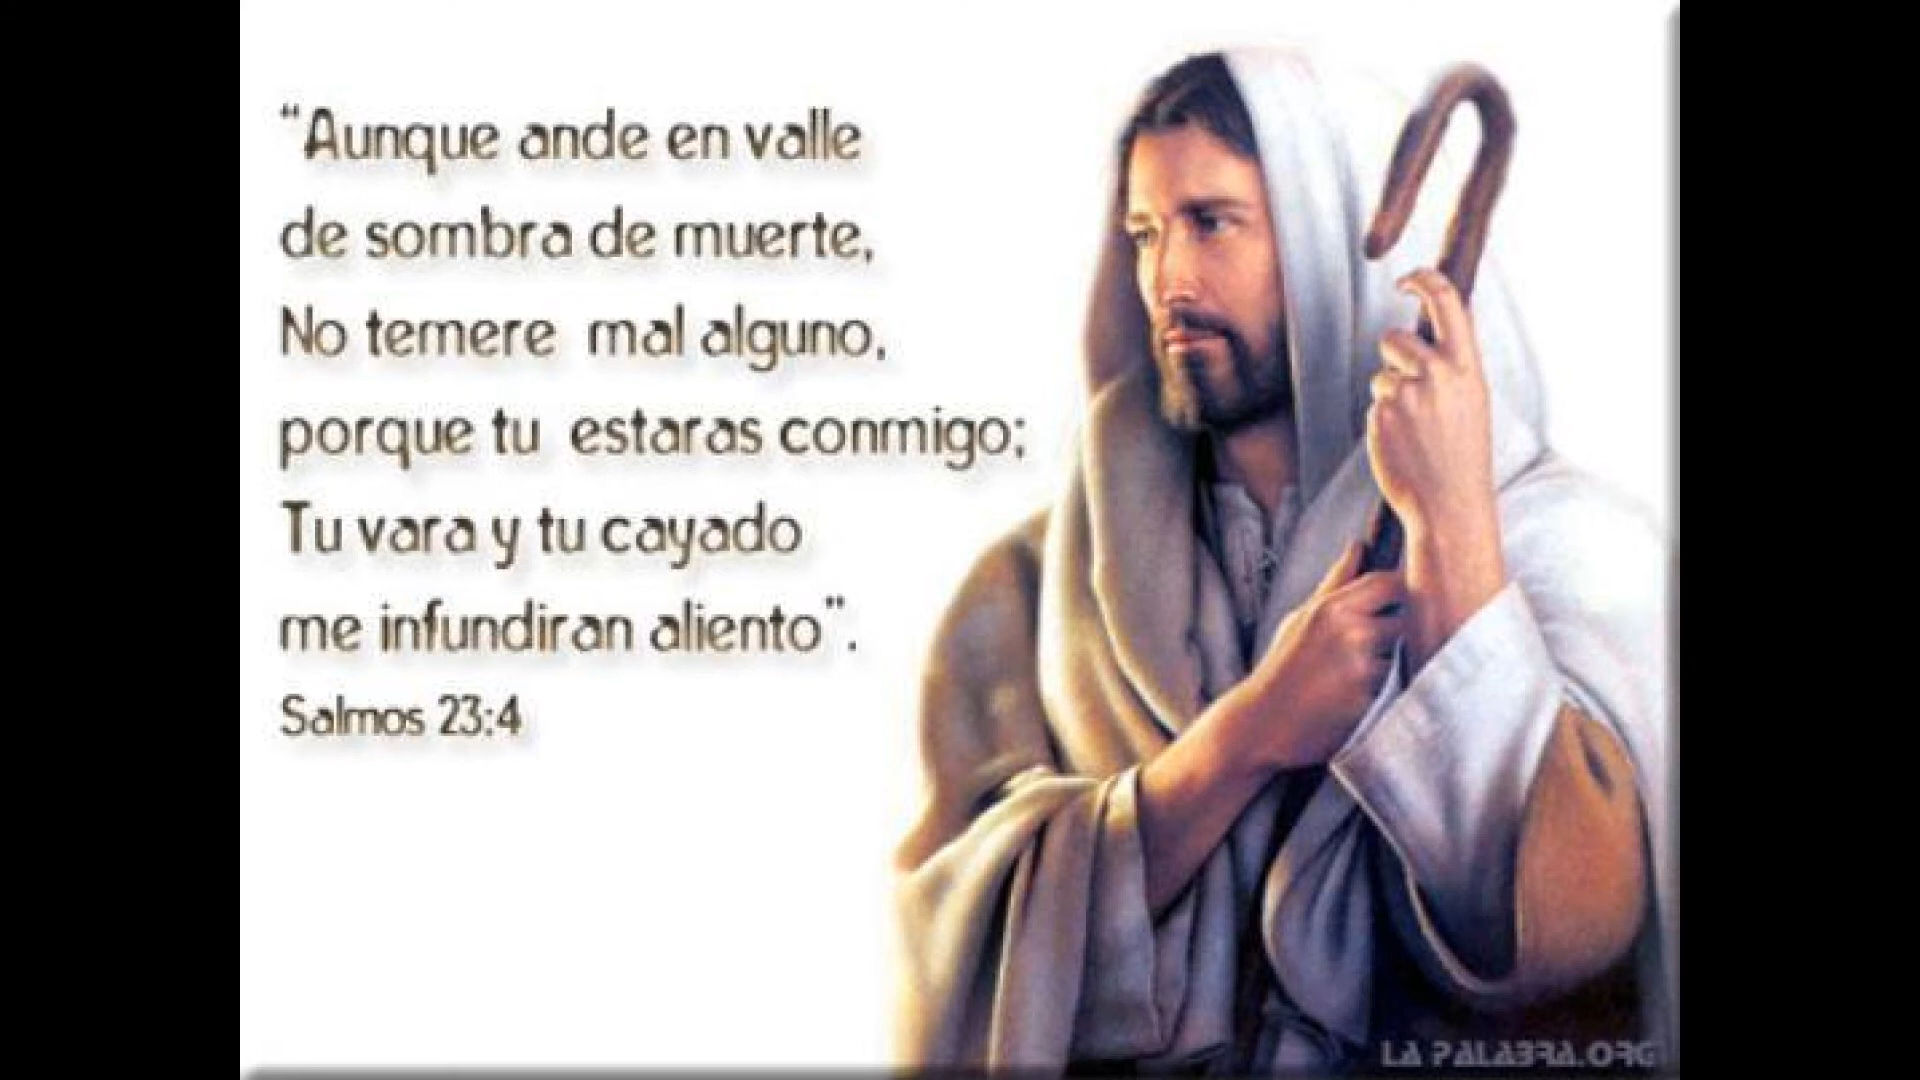 “Aunque ande en valle
de sombra de muerte,
No temere mal alguno,
porque tu estaras conmigo;
Tu vara y tu cayado
me infundiran aliento”.
Salmos 23:4
LA PALABRA.ORG